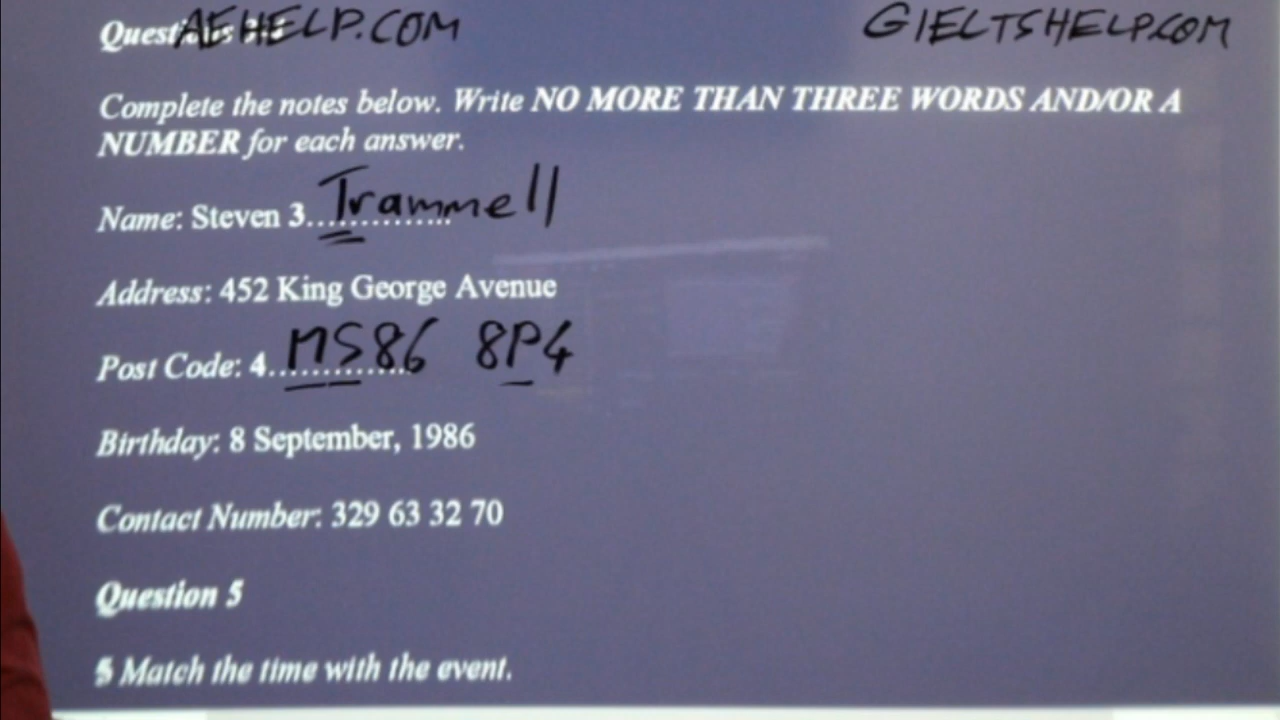 AEHELP.COM GIELTSHELP.COM
Complete the notes below. Write NO MORE THAN THREE WORDS AND/OR A
NUMBER for each answer.
Name: Steven 3.............. Trammell
Address: 452 King George Avenue
Post Code: 4............. MS86 8P4
Birthday: 8 September, 1986
Contact Number: 329 63 32 70
Question 5
5 Match the time with the event.